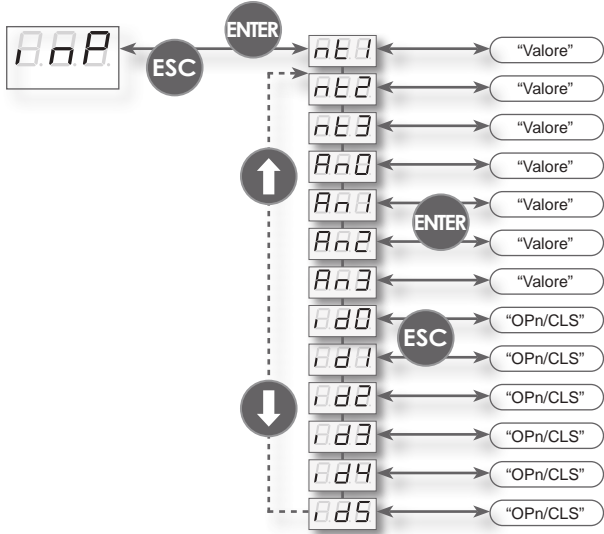 inP
ENTER
ESC
nt1 “Valore”
nt2 “Valore”
nt3 “Valore”
An0 “Valore”
An1 “Valore”
ENTER
An2 “Valore”
An3 “Valore”
id0 “OPn/CLS”
ESC
id1 “OPn/CLS”
id2 “OPn/CLS”
id3 “OPn/CLS”
id4 “OPn/CLS”
id5 “OPn/CLS”